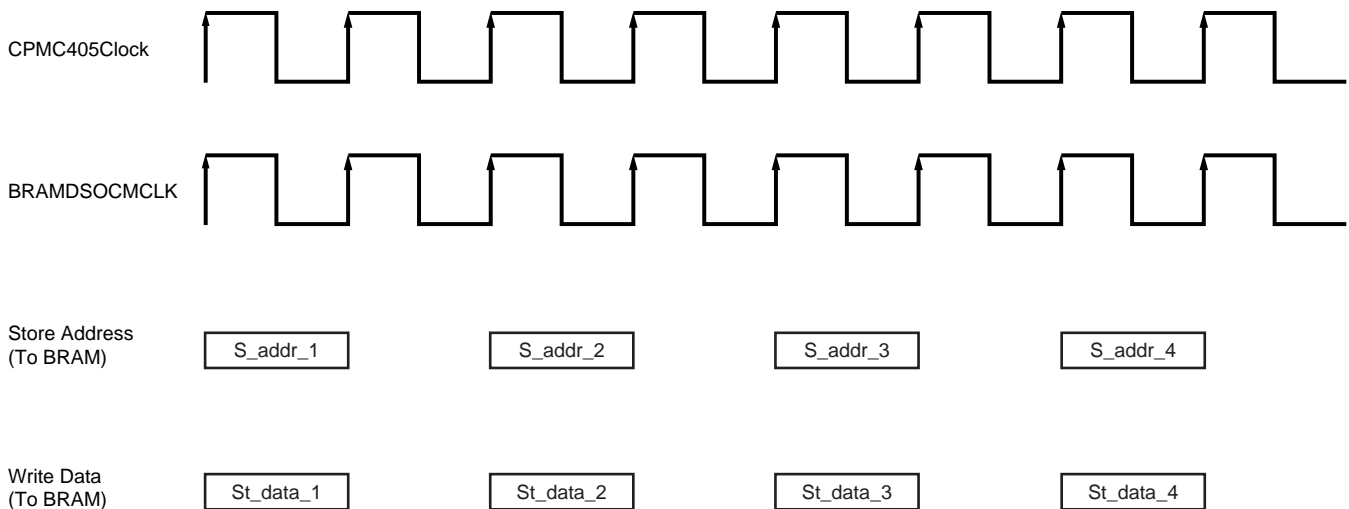 CPMC405Clock
BRAMDSOCMCLK
Store Address
(To BRAM)
S_addr_1 S_addr_2 S_addr_3 S_addr_4
Write Data
(To BRAM)
St_data_1 St_data_2 St_data_3 St_data_4